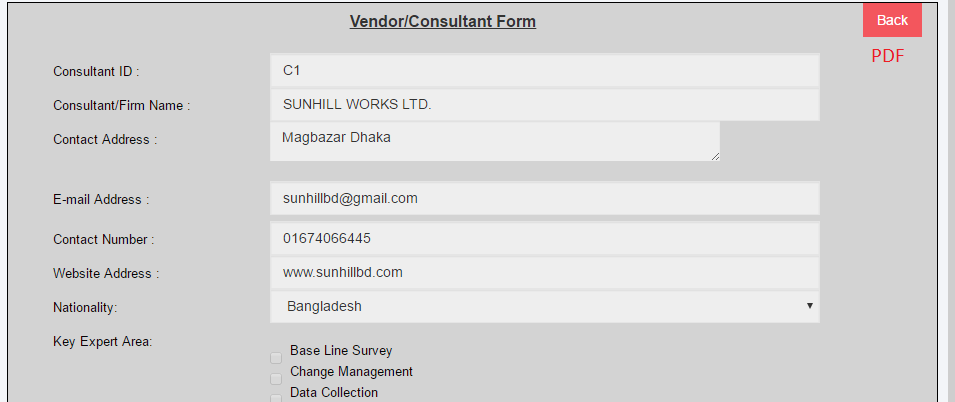 Vendor/Consultant Form
Back
PDF
Consultant ID : C1
Consultant/Firm Name : SUNHILL WORKS LTD.
Contact Address : Magbazar Dhaka
E-mail Address : sunhillbd@gmail.com
Contact Number : 01674066445
Website Address : www.sunhillbd.com
Nationality: Bangladesh
Key Expert Area:
Base Line Survey
Change Management
Data Collection